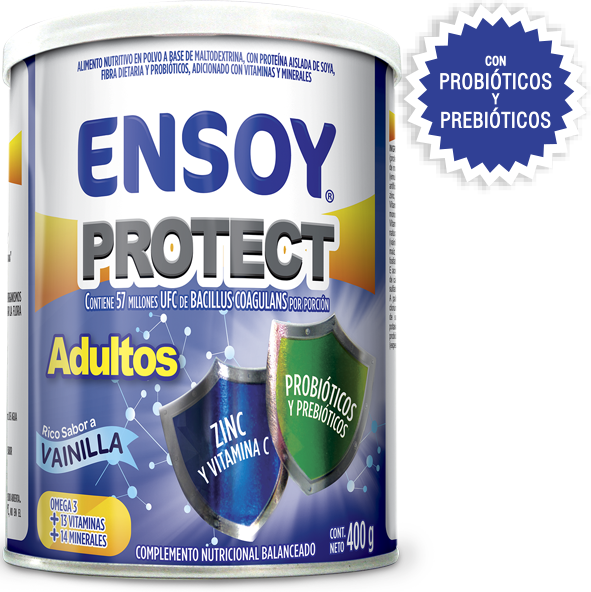 ALIMENTO NUTRITIVO EN POLVO A BASE DE MALTODEXTRINA, CON PROTEÍNA AISLADA DE SOYA,
FIBRA DIETARIA Y PROBIÓTICOS, ADICIONADO CON VITAMINAS Y MINERALES
CON
PROBIÓTICOS
Y
PREBIÓTICOS
ENSOY®
PROTECT
CONTIENE 57 MILLONES UFC DE BACILLUS COAGULANS POR PORCIÓN
Adultos
PROBIÓTICOS
Y PREBIÓTICOS
ZINC
Y VITAMINA C
Rico Sabor a
VAINILLA
OMEGA 3
+ 13 VITAMINAS
+ 14 MINERALES
CONT.
NETO 400 g
COMPLEMENTO NUTRICIONAL BALANCEADO